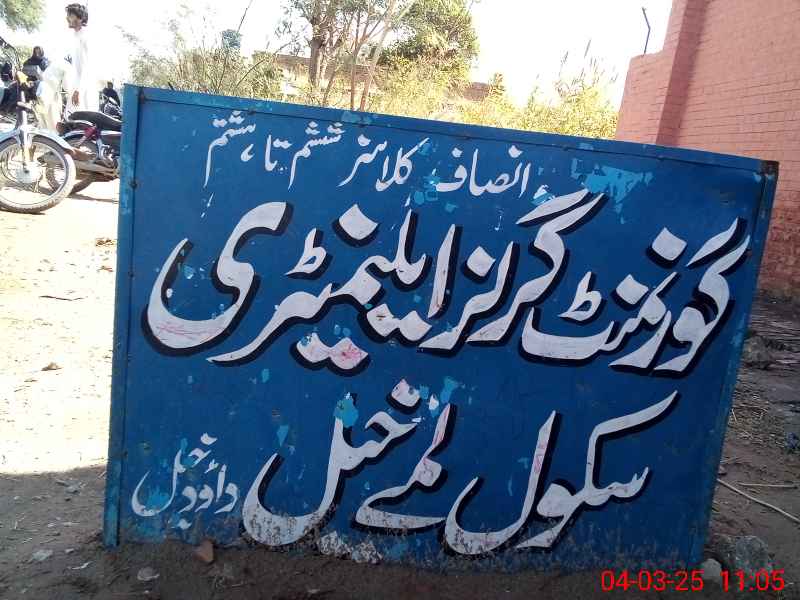 انصاف کلاسز ششم تا ہشتم
گورنمنٹ گرلز ایلیمنٹری
سکول لمے خیل
داؤد خیل
04-03-25 11:05